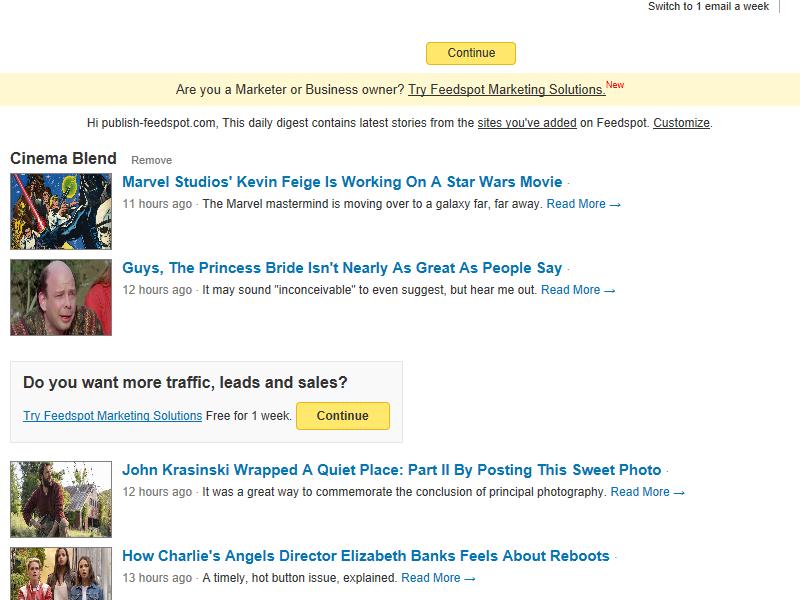 Switch to 1 email a week
Continue
Are you a Marketer or Business owner? Try Feedspot Marketing Solutions.New
Hi publish-feedspot.com, This daily digest contains latest stories from the sites you've added on Feedspot. Customize.
Cinema Blend Remove
Marvel Studios' Kevin Feige Is Working On A Star Wars Movie ·
11 hours ago · The Marvel mastermind is moving over to a galaxy far, far away. Read More →
Guys, The Princess Bride Isn't Nearly As Great As People Say ·
12 hours ago · It may sound "inconceivable" to even suggest, but hear me out. Read More →
Do you want more traffic, leads and sales?
Try Feedspot Marketing Solutions Free for 1 week. Continue
John Krasinski Wrapped A Quiet Place: Part II By Posting This Sweet Photo ·
12 hours ago · It was a great way to commemorate the conclusion of principal photography. Read More →
How Charlie's Angels Director Elizabeth Banks Feels About Reboots ·
13 hours ago · A timely, hot button issue, explained. Read More →